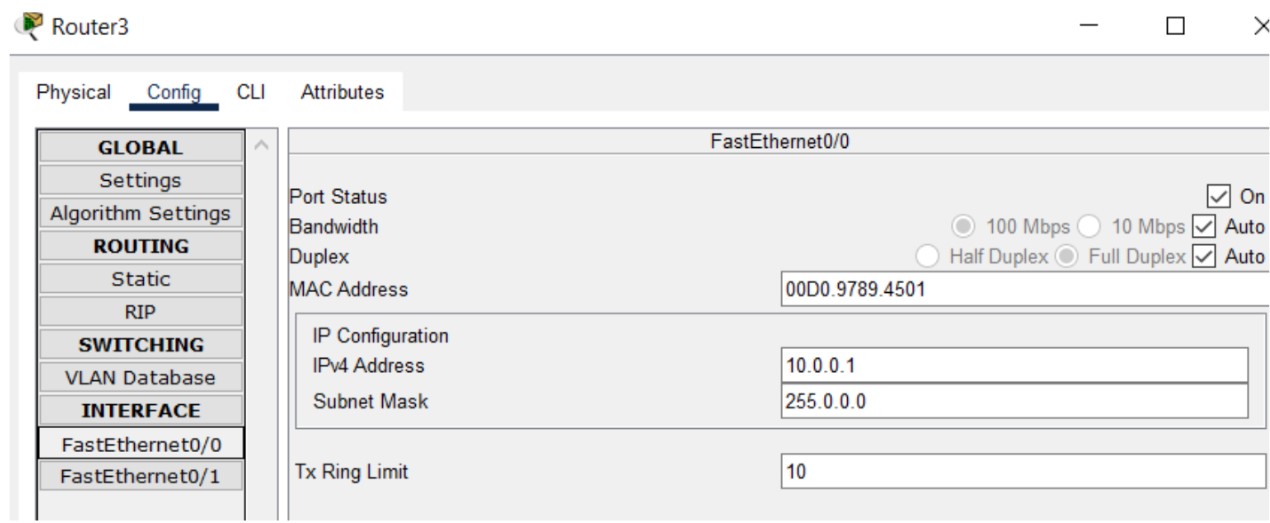 Router3
Physical Config CLI Attributes
GLOBAL
Settings
Algorithm Settings
ROUTING
Static
RIP
SWITCHING
VLAN Database
INTERFACE
FastEthernet0/0
FastEthernet0/1
FastEthernet0/0
Port Status On
Bandwidth 100 Mbps 10 Mbps Auto
Duplex Half Duplex Full Duplex Auto
MAC Address 00D0.9789.4501
IP Configuration
IPv4 Address 10.0.0.1
Subnet Mask 255.0.0.0
Tx Ring Limit 10